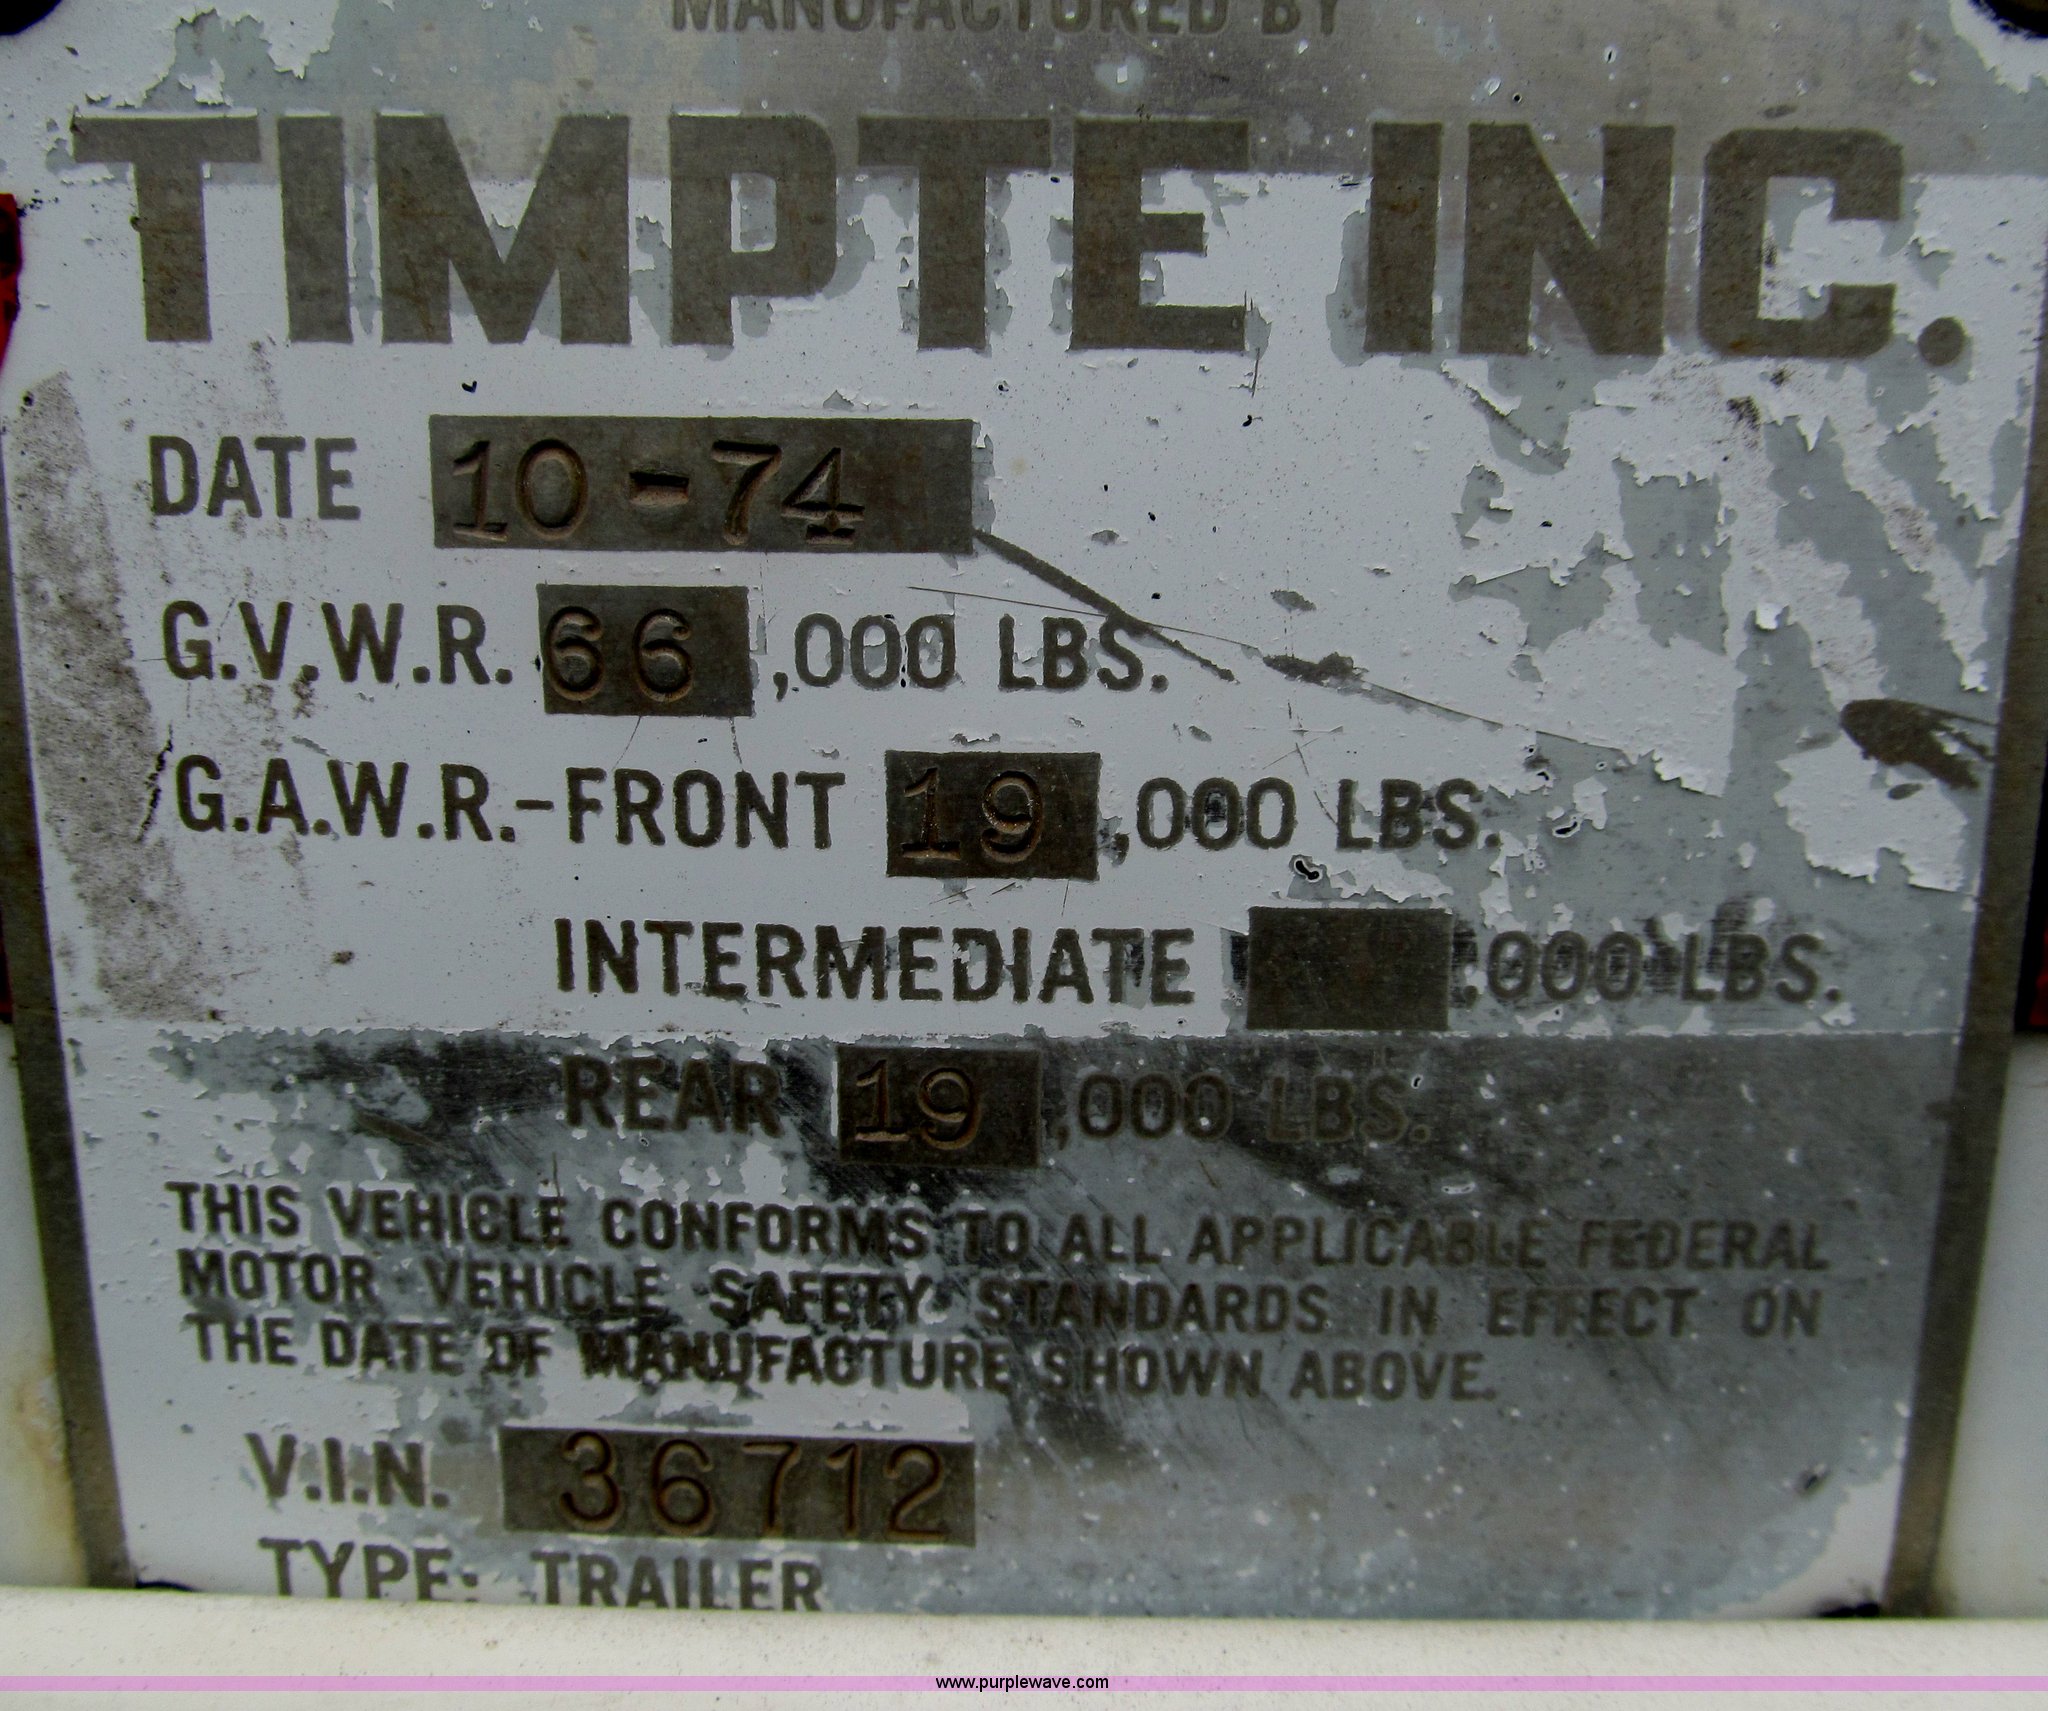 MANUFACTURED BY
TIMPTE INC.
DATE 10-74
G.V.W.R. 66,000 LBS.
G.A.W.R.-FRONT 19,000 LBS.
INTERMEDIATE ,000 LBS.
REAR 19,000 LBS.
THIS VEHICLE CONFORMS TO ALL APPLICABLE FEDERAL
MOTOR VEHICLE SAFETY STANDARDS IN EFFECT ON
THE DATE OF MANUFACTURE SHOWN ABOVE.
V.I.N. 36712
TYPE: TRAILER
www.purplewave.com